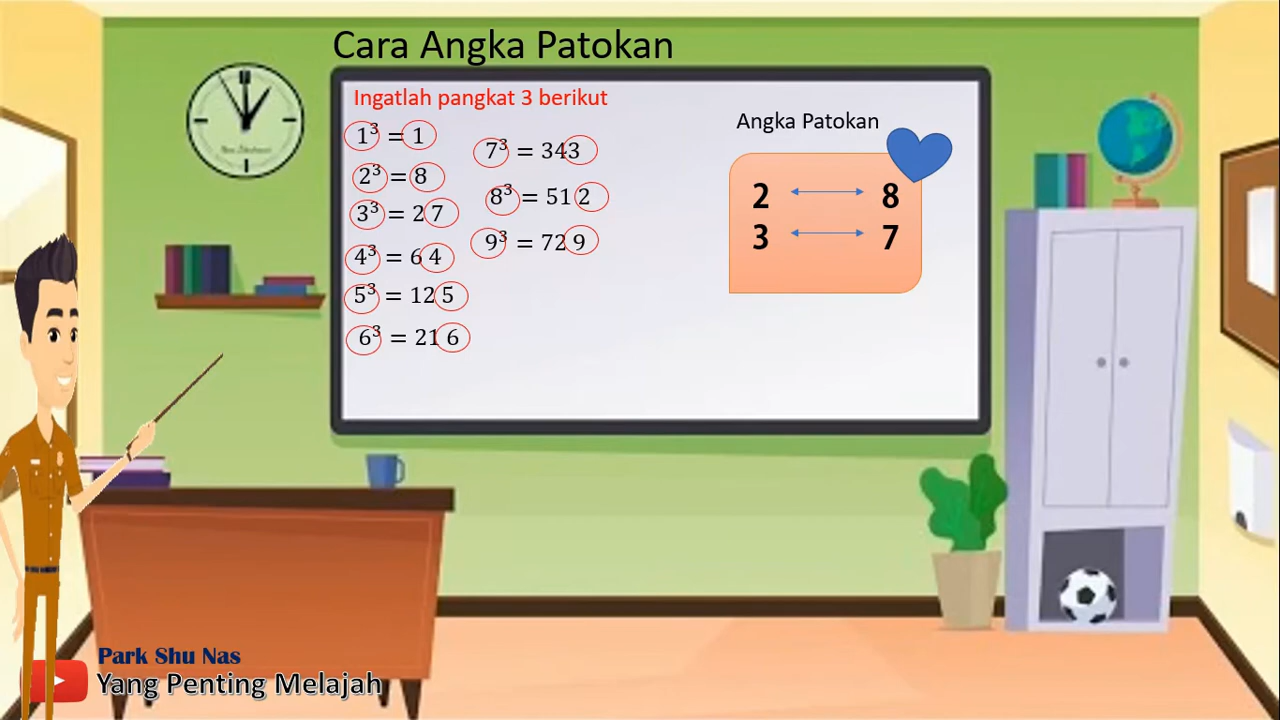 Cara Angka Patokan
Ingatlah pangkat 3 berikut
1³ = 1
2³ = 8
3³ = 27
4³ = 64
5³ = 125
6³ = 216
7³ = 343
8³ = 512
9³ = 729
Angka Patokan
2 ↔ 8
3 ↔ 7
Park Shu Nas
Yang Penting Melajah